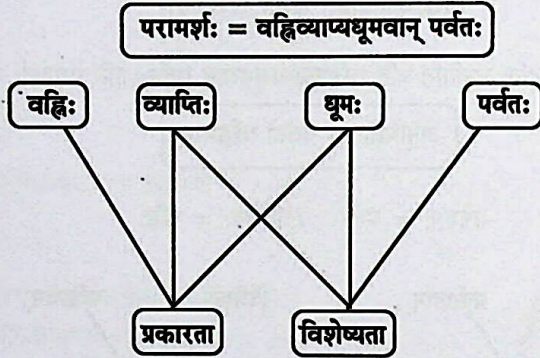 परामर्शः = वह्निव्याप्यधूमवान् पर्वतः
वह्निः व्याप्तिः धूमः पर्वतः
प्रकारता विशेष्यता